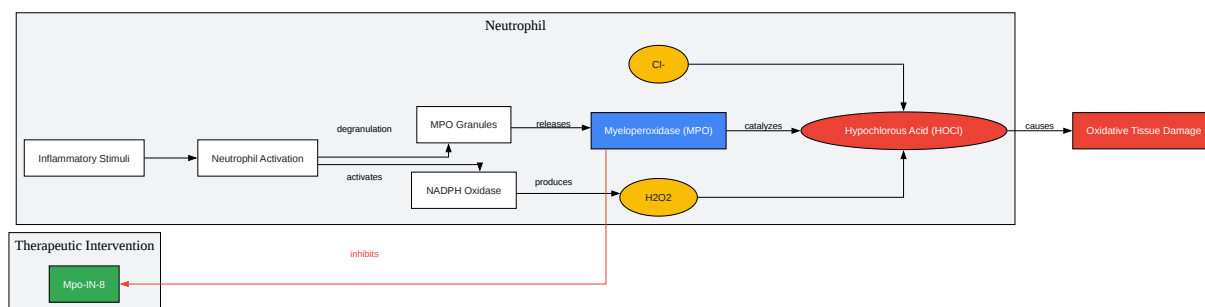 Neutrophil
Cl-
MPO Granules
degranulation
releases
Myeloperoxidase (MPO)
catalyzes
Hypochlorous Acid (HOCl)
causes
Oxidative Tissue Damage
Inflammatory Stimuli
Neutrophil Activation
activates
NADPH Oxidase
produces
H2O2
Therapeutic Intervention
inhibits
Mpo-IN-8